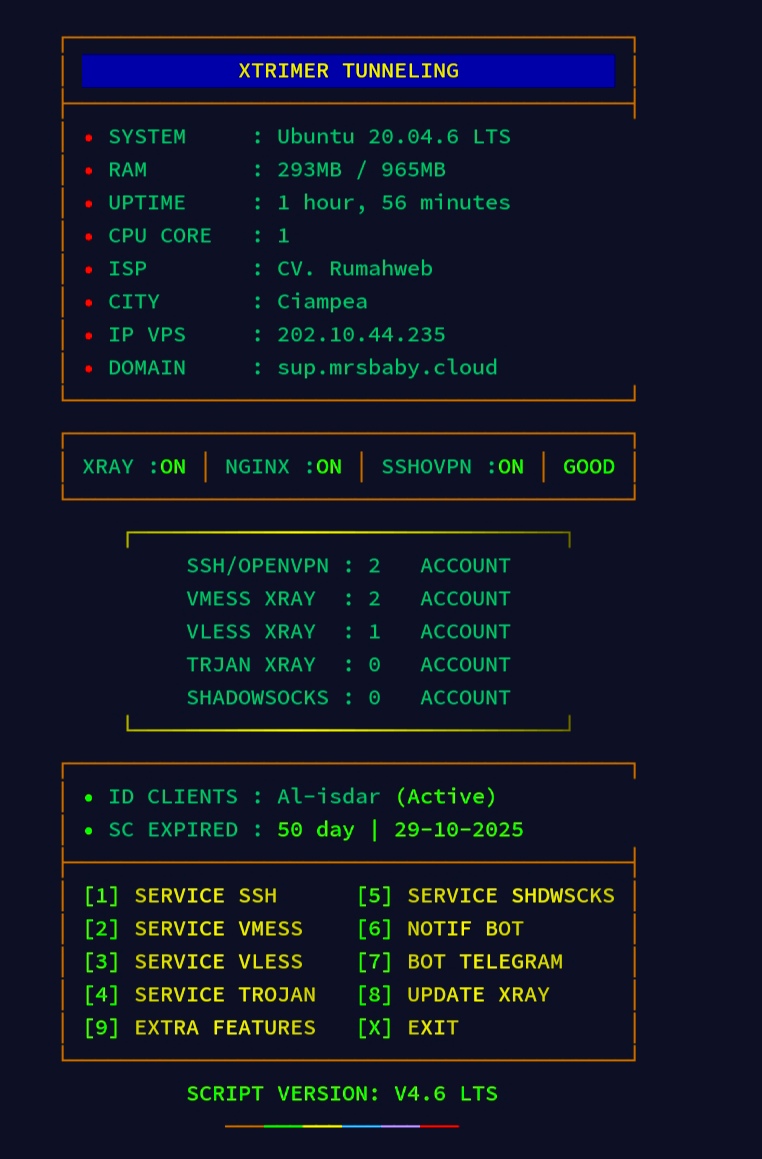 XTRIMER TUNNELING
• SYSTEM : Ubuntu 20.04.6 LTS
• RAM : 293MB / 965MB
• UPTIME : 1 hour, 56 minutes
• CPU CORE : 1
• ISP : CV. Rumahweb
• CITY : Ciampea
• IP VPS : 202.10.44.235
• DOMAIN : sup.mrsbaby.cloud
XRAY :ON │ NGINX :ON │ SSHOVPN :ON │ GOOD
SSH/OPENVPN : 2 ACCOUNT
VMESS XRAY : 2 ACCOUNT
VLESS XRAY : 1 ACCOUNT
TRJAN XRAY : 0 ACCOUNT
SHADOWSOCKS : 0 ACCOUNT
• ID CLIENTS : Al-isdar (Active)
• SC EXPIRED : 50 day | 29-10-2025
[1] SERVICE SSH [5] SERVICE SHDWSCKS
[2] SERVICE VMESS [6] NOTIF BOT
[3] SERVICE VLESS [7] BOT TELEGRAM
[4] SERVICE TROJAN [8] UPDATE XRAY
[9] EXTRA FEATURES [X] EXIT
SCRIPT VERSION: V4.6 LTS